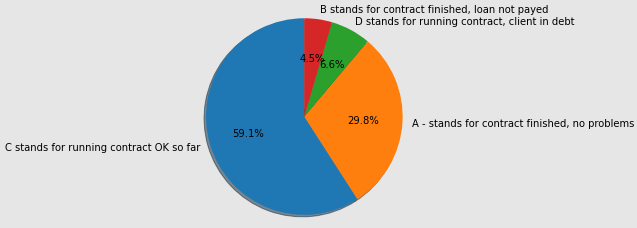 B stands for contract finished, loan not payed
D stands for running contract, client in debt
4.5%
6.6%
29.8%
A - stands for contract finished, no problems
59.1%
C stands for running contract OK so far